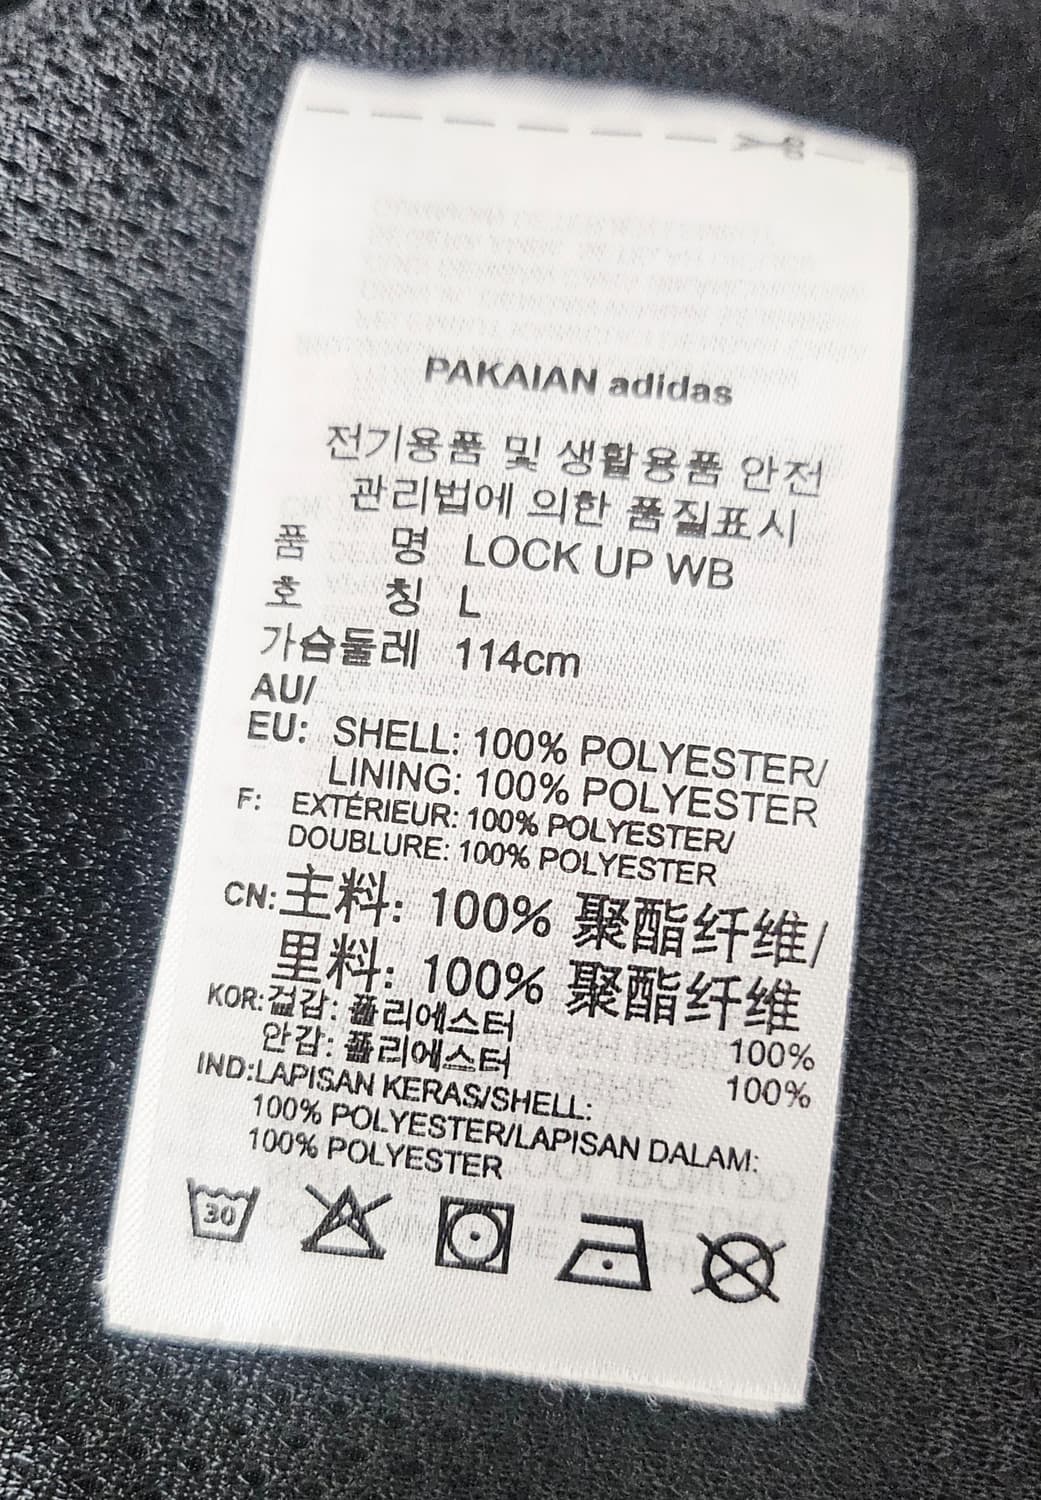 PAKAIAN adidas
전기용품 및 생활용품 안전
관리법에 의한 품질표시
품 명 LOCK UP WB
호 칭 L
가슴둘레 114cm
AU/
EU: SHELL: 100% POLYESTER/
LINING: 100% POLYESTER
F: EXTÉRIEUR: 100% POLYESTER/
DOUBLURE: 100% POLYESTER
CN: 主料: 100% 聚酯纤维/
里料: 100% 聚酯纤维
KOR: 겉감: 폴리에스터 100%
안감: 폴리에스터 100%
IND: LAPISAN KERAS/SHELL:
100% POLYESTER/LAPISAN DALAM:
100% POLYESTER
30